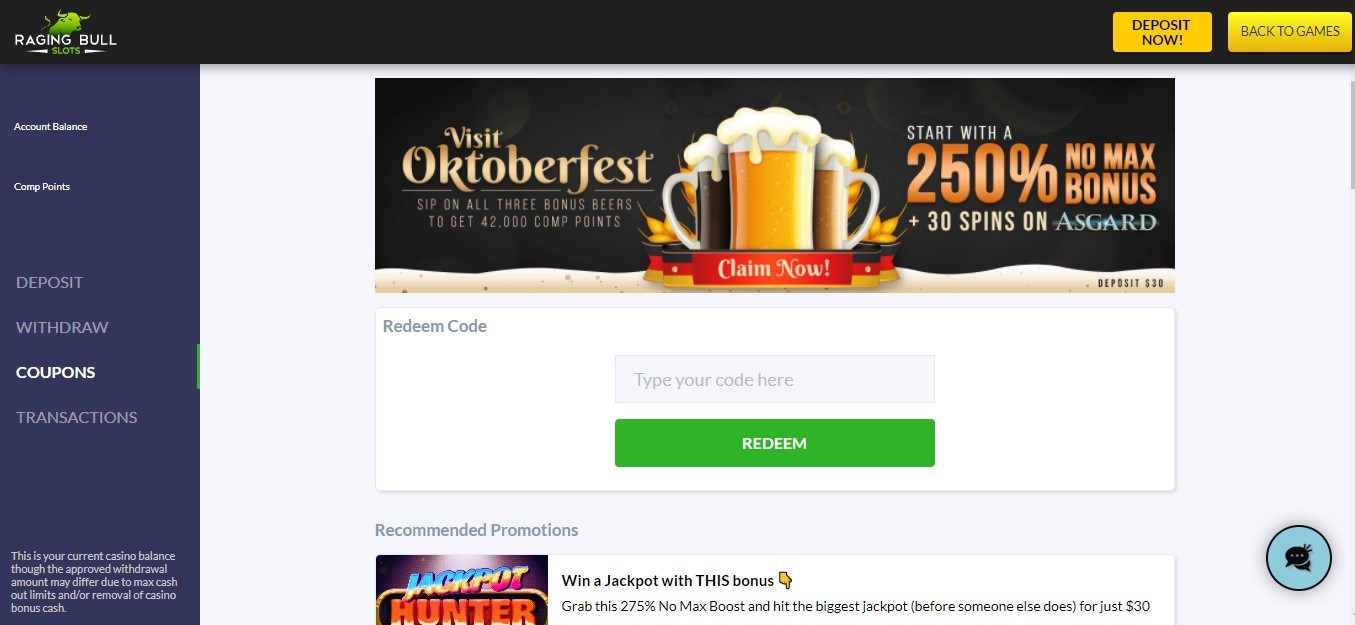 RAGING BULL
SLOTS
DEPOSIT
NOW!
BACK TO GAMES
Account Balance
Comp Points
DEPOSIT
WITHDRAW
COUPONS
TRANSACTIONS
This is your current casino balance
though the approved withdrawal
amount may differ due to max cash
out limits and/or removal of casino
bonus cash.
Visit
Oktoberfest
SIP ON ALL THREE BONUS BEERS
TO GET 42,000 COMP POINTS
Claim Now!
START WITH A
250% NO MAX
BONUS
+ 30 SPINS ON ASGARD
DEPOSIT $30
Redeem Code
Type your code here
REDEEM
Recommended Promotions
JACKPOT
HUNTER
Win a Jackpot with THIS bonus 👇
Grab this 275% No Max Boost and hit the biggest jackpot (before someone else does) for just $30